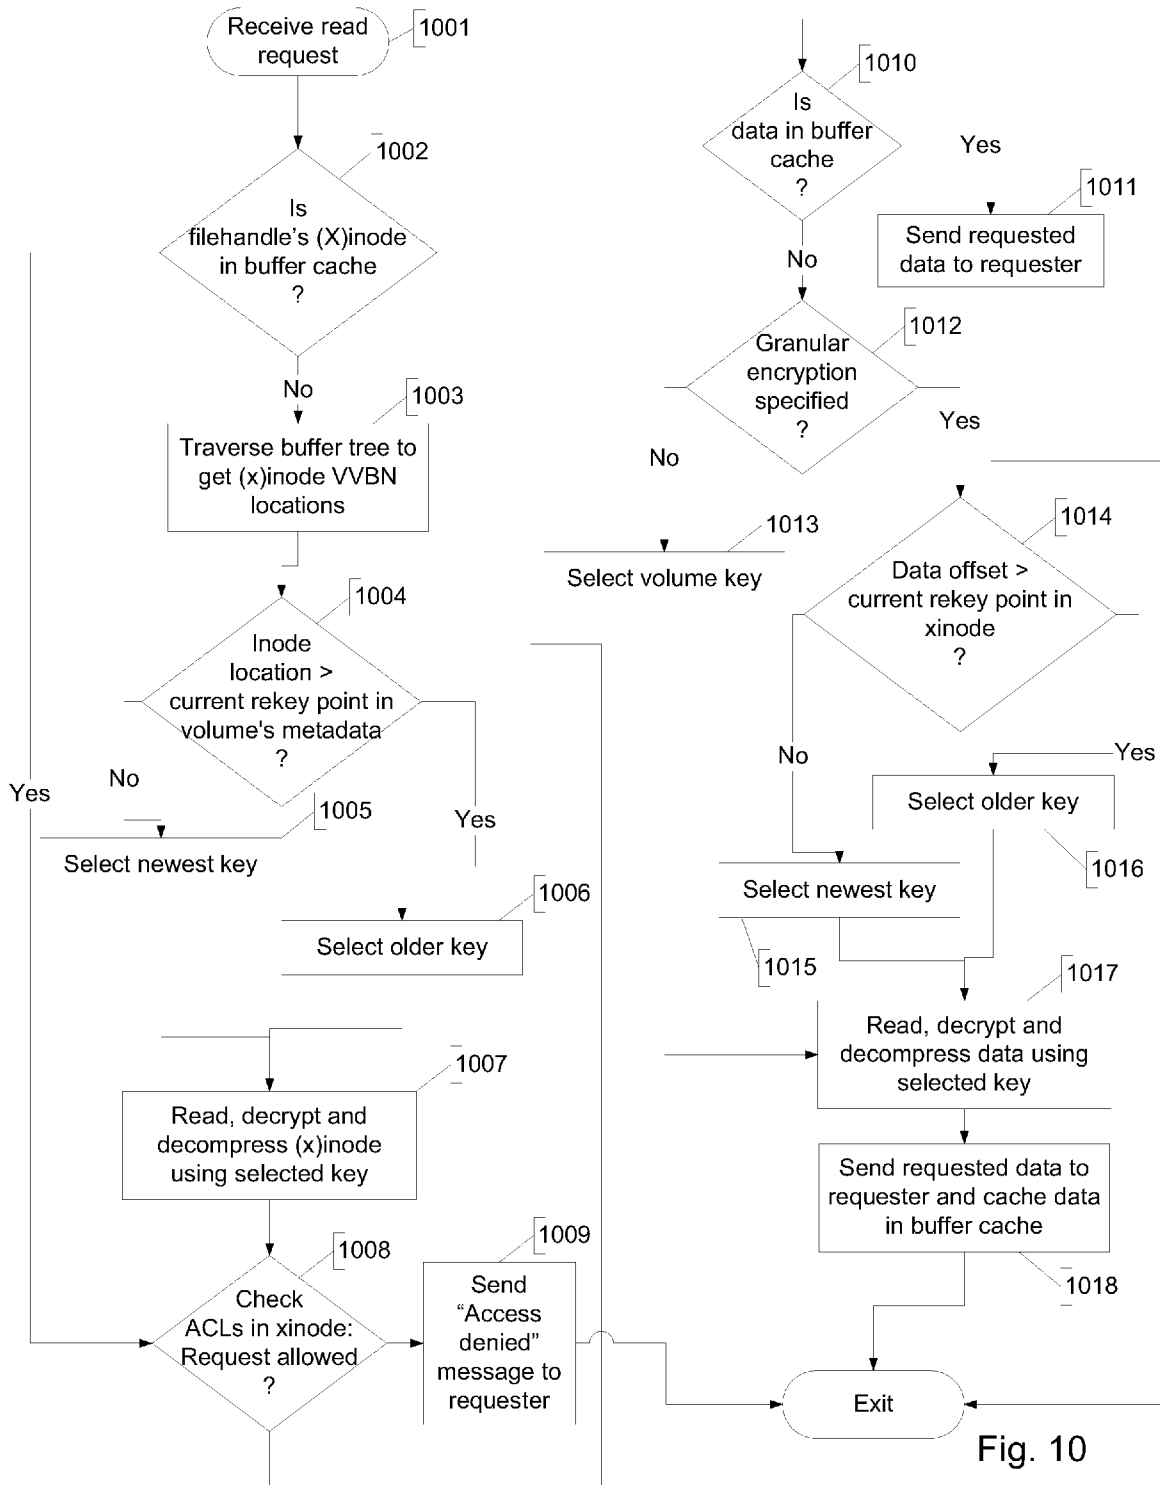 Receive read
request
1001
1002
Is
filehandle's (X)inode
in buffer cache
?
No
1003
Traverse buffer tree to
get (x)inode VVBN
locations
1004
Inode
location >
current rekey point in
volume's metadata
?
Yes
No
Yes
1005
Select newest key
1006
Select older key
1007
Read, decrypt and
decompress (x)inode
using selected key
1008
Check
ACLs in xinode:
Request allowed
?
1009
Send
“Access
denied”
message to
requester
1010
Is
data in buffer
cache
?
Yes
1011
Send requested
data to requester
No
1012
Granular
encryption
specified
?
Yes
No
1013
Select volume key
1014
Data offset >
current rekey point in
xinode
?
No
Yes
Select older key
1016
Select newest key
1015
1017
Read, decrypt and
decompress data using
selected key
Send requested data to
requester and cache data
in buffer cache
1018
Exit
Fig. 10